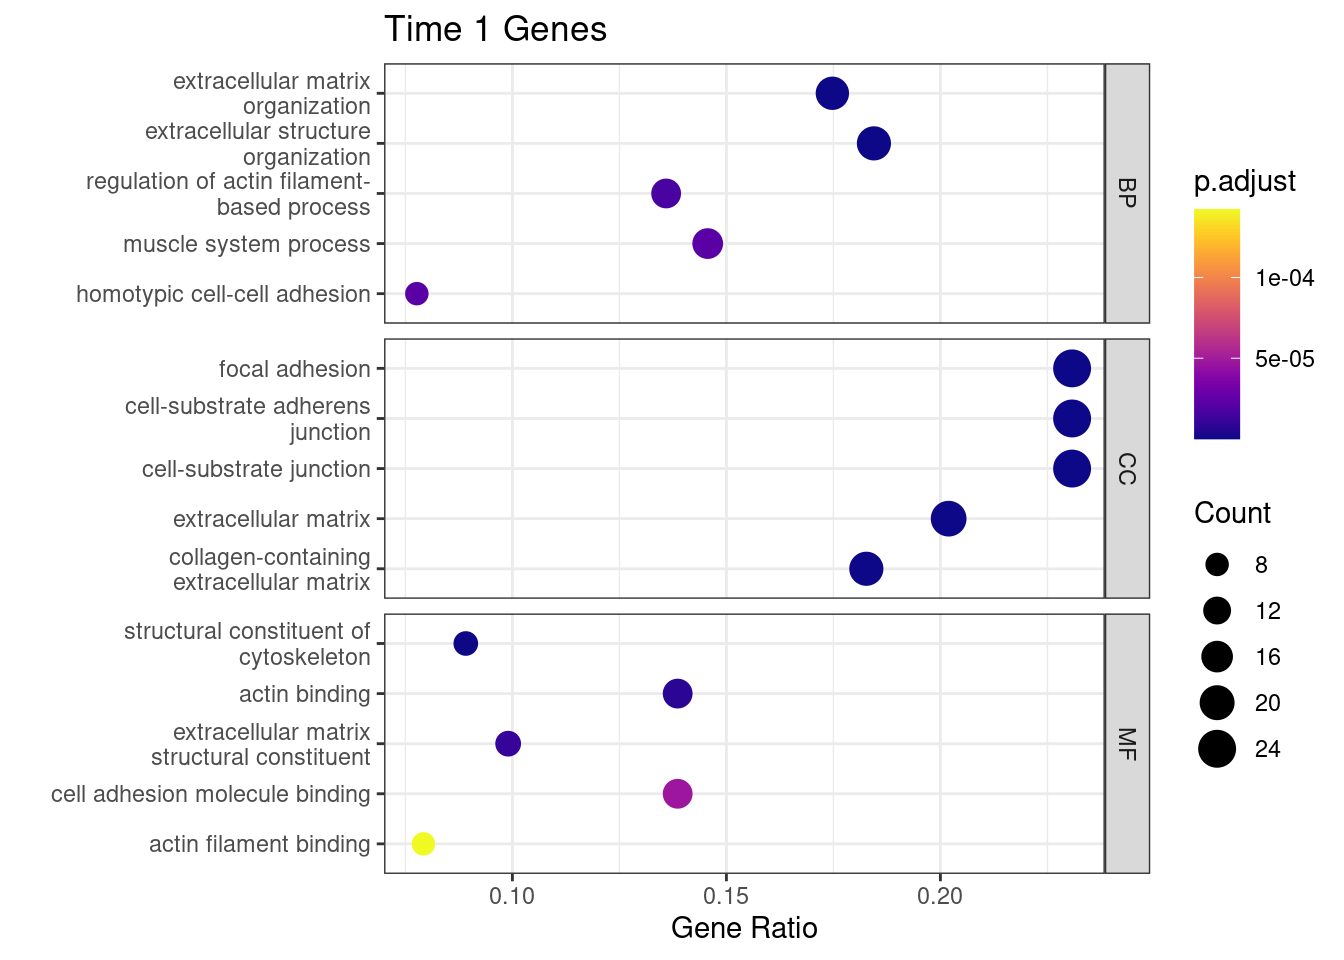 Time 1 Genes
extracellular matrix
organization
extracellular structure
organization
regulation of actin filament-
based process
muscle system process
homotypic cell-cell adhesion
BP
focal adhesion
cell-substrate adherens
junction
cell-substrate junction
extracellular matrix
collagen-containing
extracellular matrix
CC
structural constituent of
cytoskeleton
actin binding
extracellular matrix
structural constituent
cell adhesion molecule binding
actin filament binding
MF
0.10
0.15
0.20
Gene Ratio
p.adjust
1e-04
5e-05
Count
8
12
16
20
24